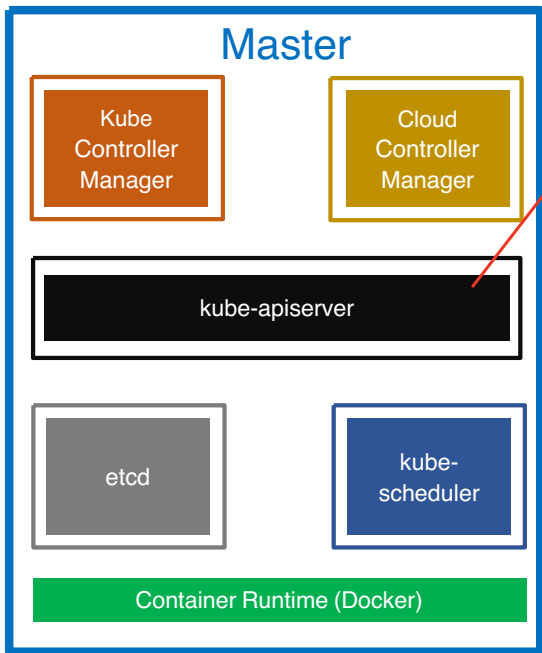 Master
Kube
Controller
Manager
Cloud
Controller
Manager
kube-apiserver
etcd
kube-
scheduler
Container Runtime (Docker)